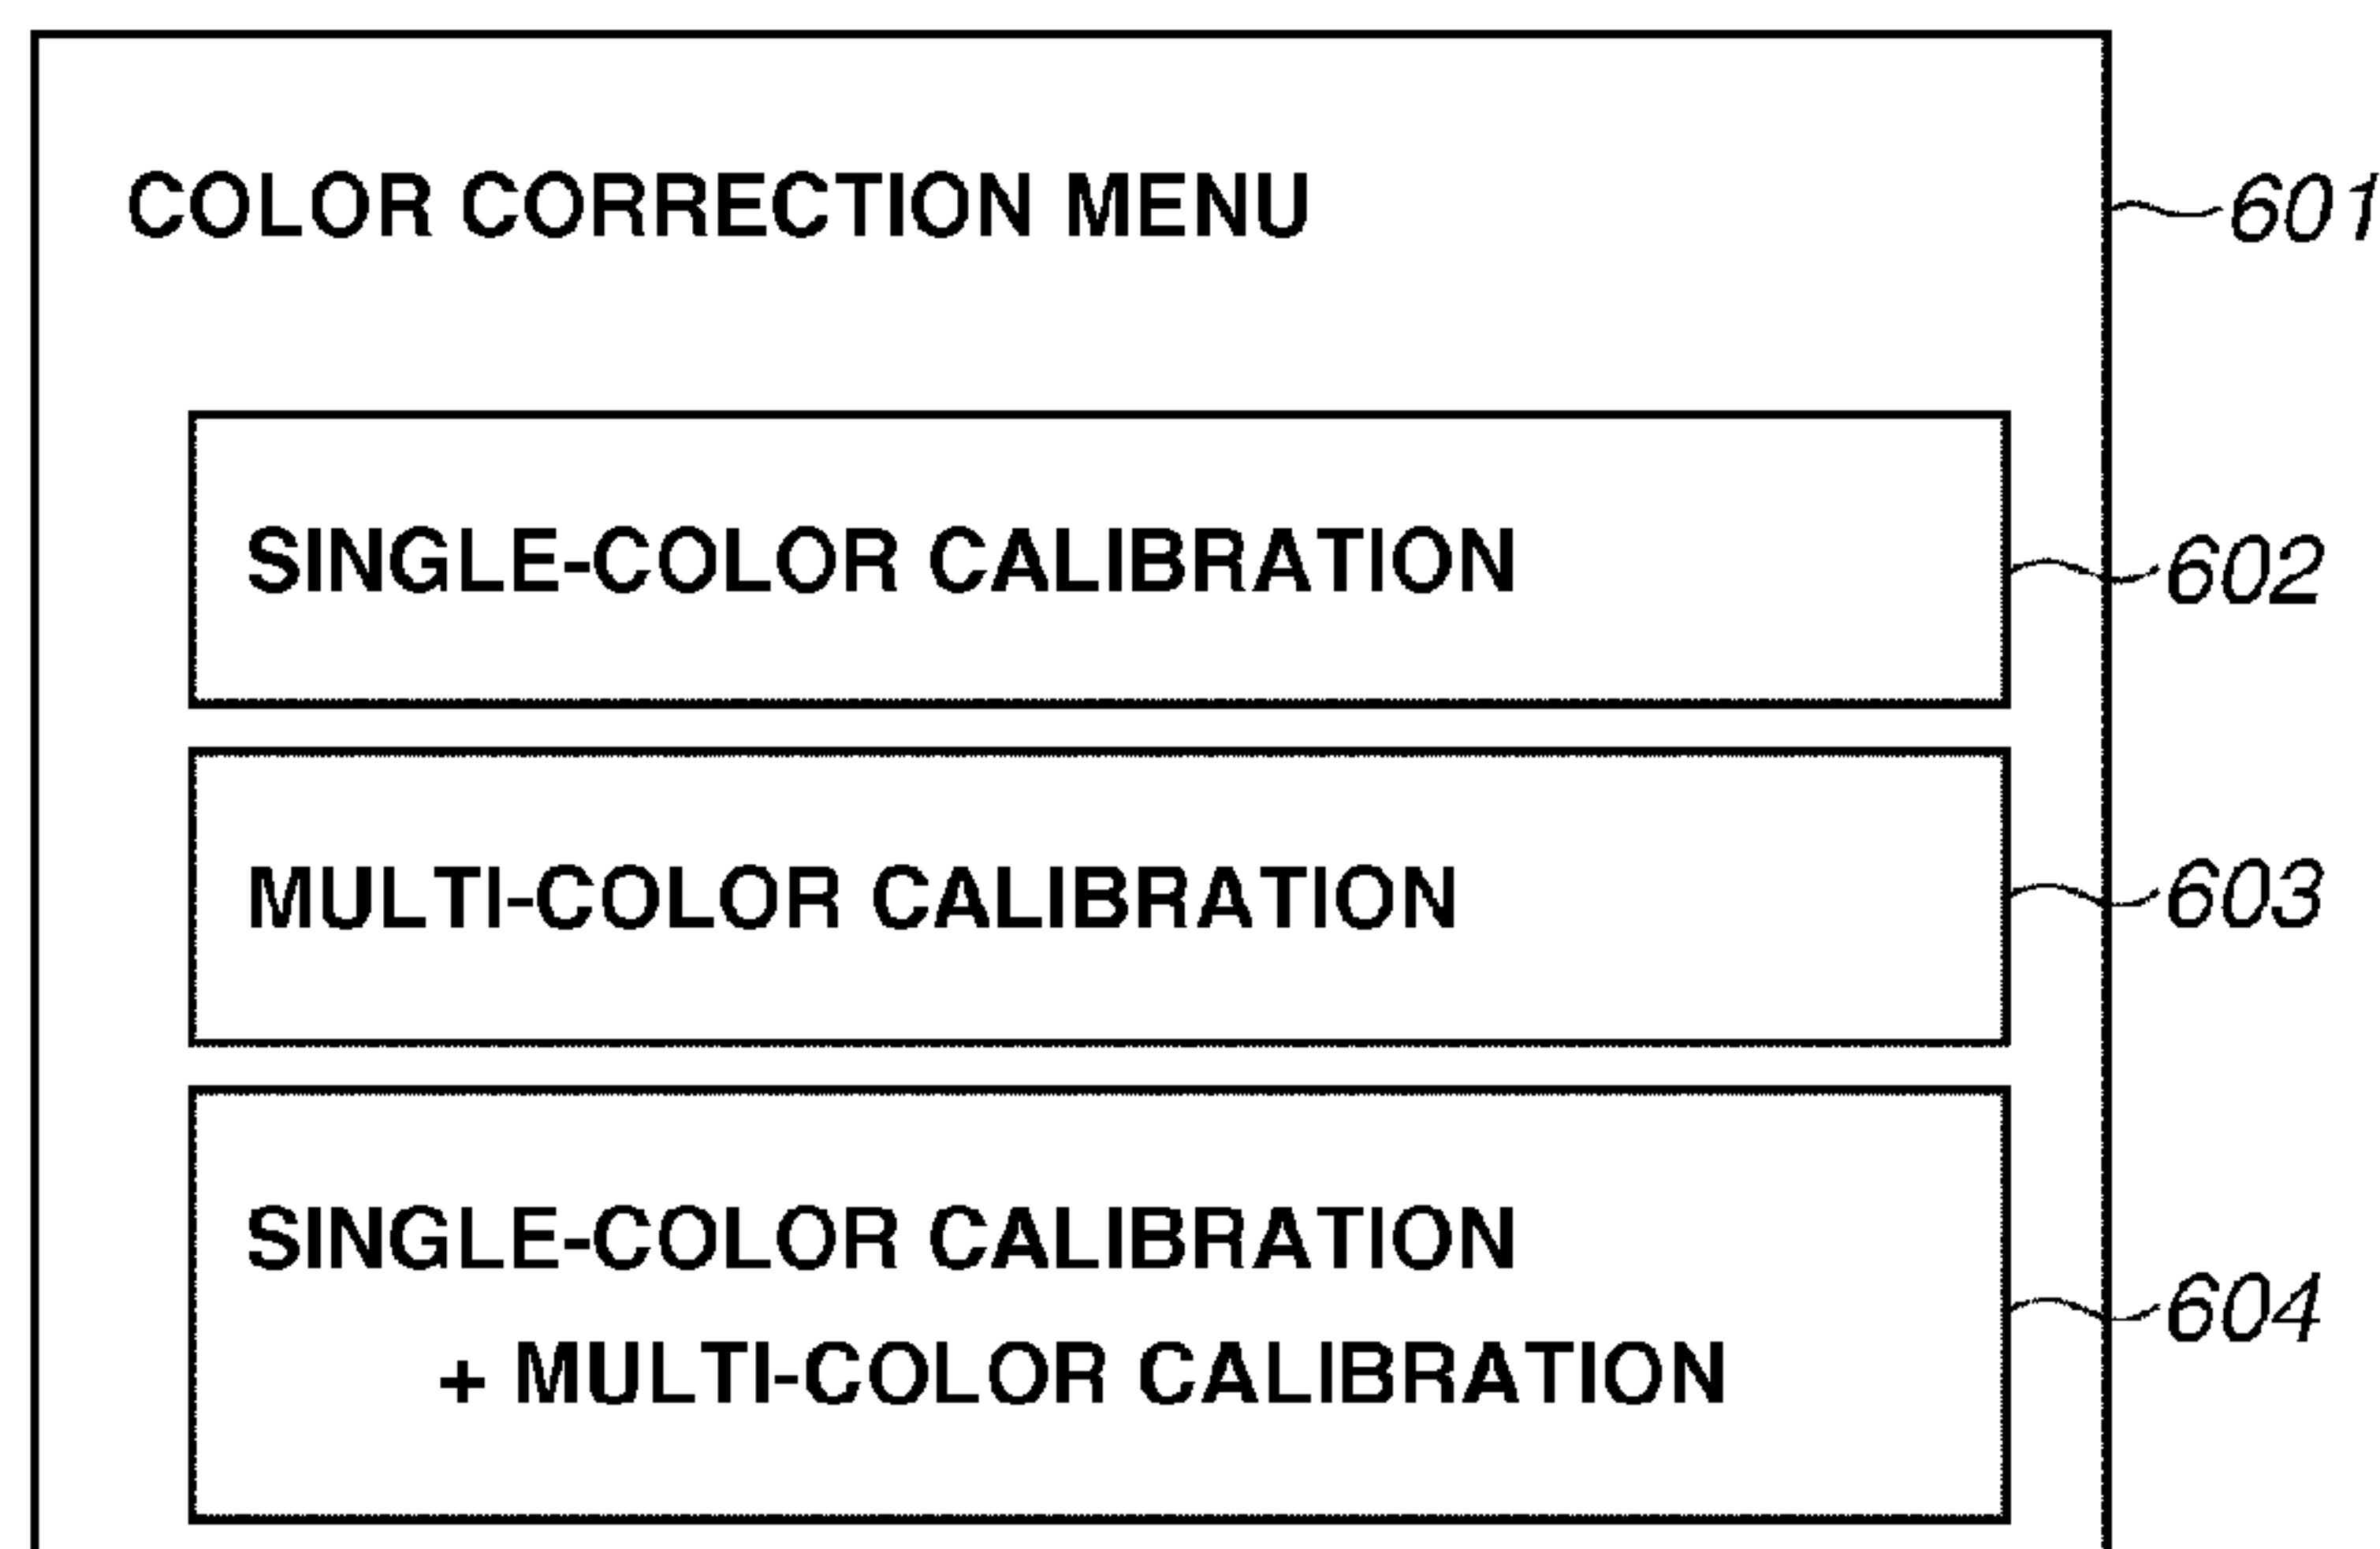 COLOR CORRECTION MENU
601
SINGLE-COLOR CALIBRATION
602
MULTI-COLOR CALIBRATION
603
SINGLE-COLOR CALIBRATION
604
+ MULTI-COLOR CALIBRATION